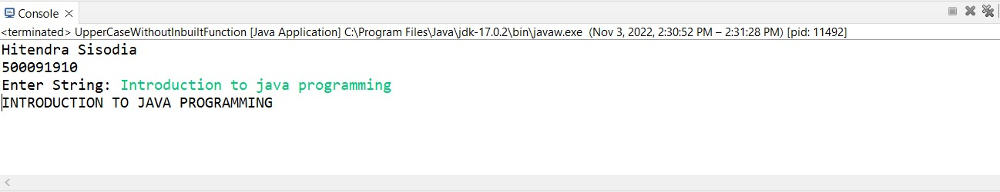 Console
<terminated> UpperCaseWithoutInbuiltFunction [Java Application] C:\Program Files\Java\jdk-17.0.2\bin\javaw.exe (Nov 3, 2022, 2:30:52 PM – 2:31:28 PM) [pid: 11492]
Hitendra Sisodia
500091910
Enter String: Introduction to java programming
INTRODUCTION TO JAVA PROGRAMMING